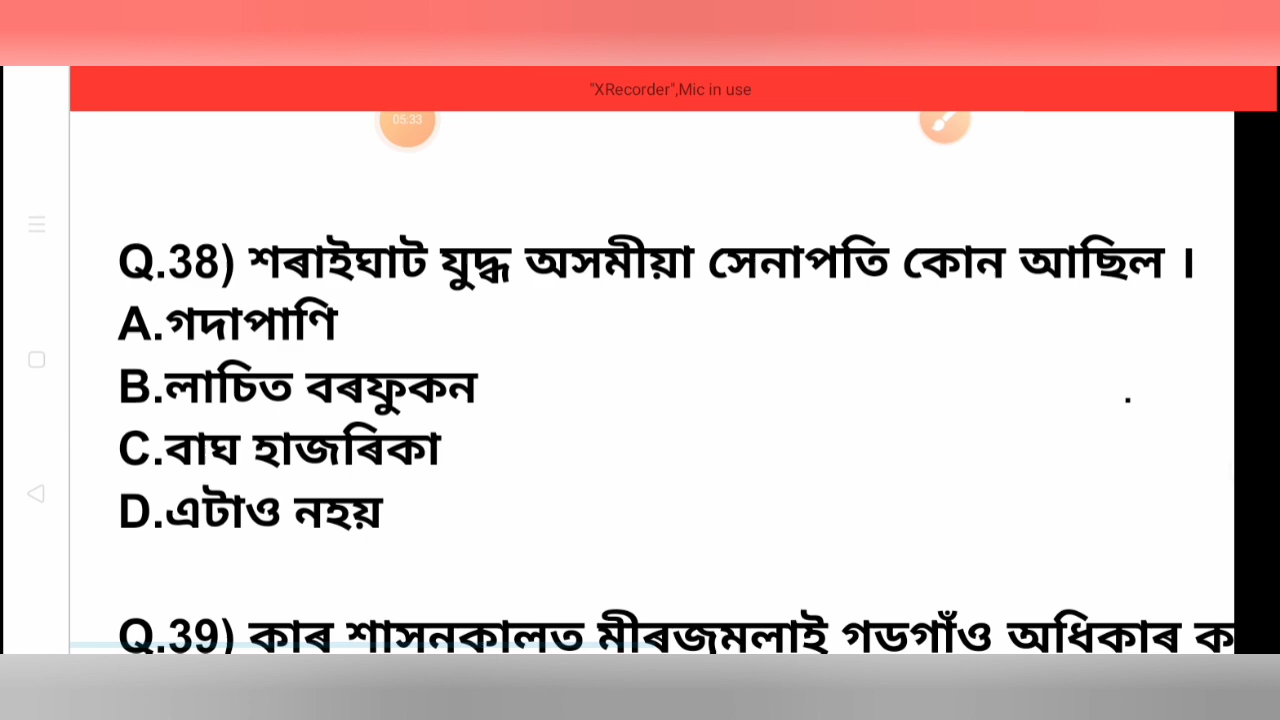 "XRecorder",Mic in use
05:33
Q.38) শৰাইঘাট যুদ্ধ অসমীয়া সেনাপতি কোন আছিল ।
A.গদাপাণি
B.লাচিত বৰফুকন
.
C.বাঘ হাজৰিকা
D.এটাও নহয়
Q.39) কাৰ শাসনকালত মীৰজুমলাই গডগাঁও অধিকাৰ ক